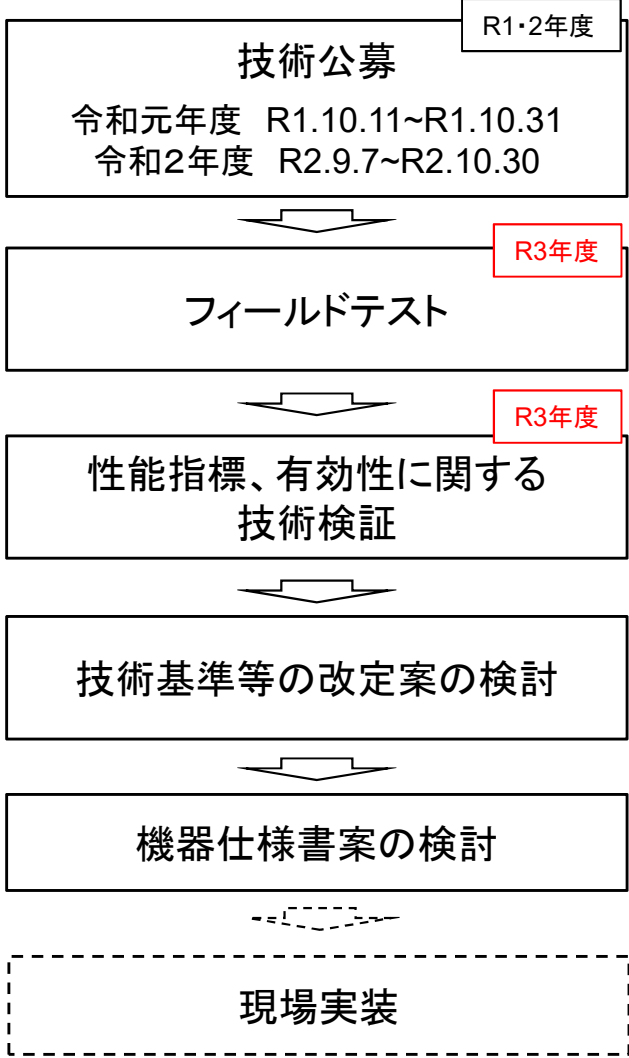 R1・2年度
技術公募
令和元年度 R1.10.11~R1.10.31
令和２年度 R2.9.7~R2.10.30
R3年度
フィールドテスト
R3年度
性能指標、有効性に関する
技術検証
技術基準等の改定案の検討
機器仕様書案の検討
現場実装